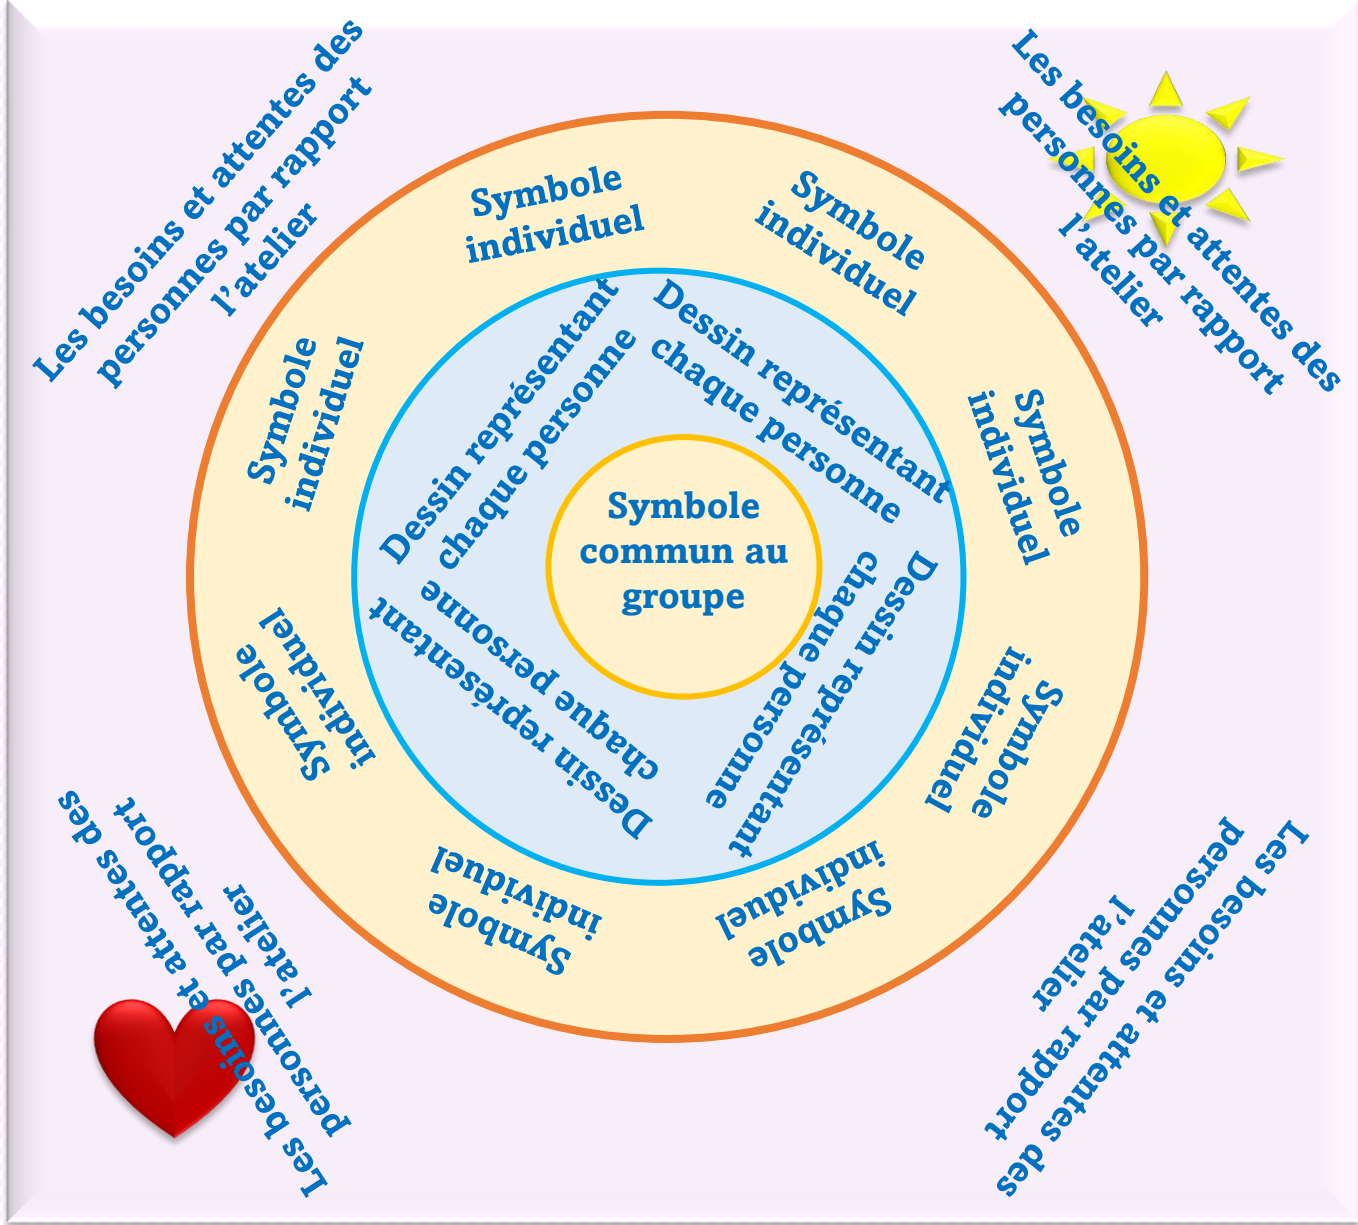 Les besoins et attentes des
personnes par rapport
l’atelier
Les besoins et attentes des
personnes par rapport
l’atelier
Symbole
individuel
Symbole
individuel
Symbole
individuel
Symbole
individuel
Dessin représentant
chaque personne
Dessin représentant
chaque personne
Symbole
commun au
groupe
Dessin représentant
chaque personne
Dessin représentant
chaque personne
Symbole
individuel
Symbole
individuel
Symbole
individuel
Symbole
individuel
Les besoins et attentes des
personnes par rapport
l’atelier
Les besoins et attentes des
personnes par rapport
l’atelier